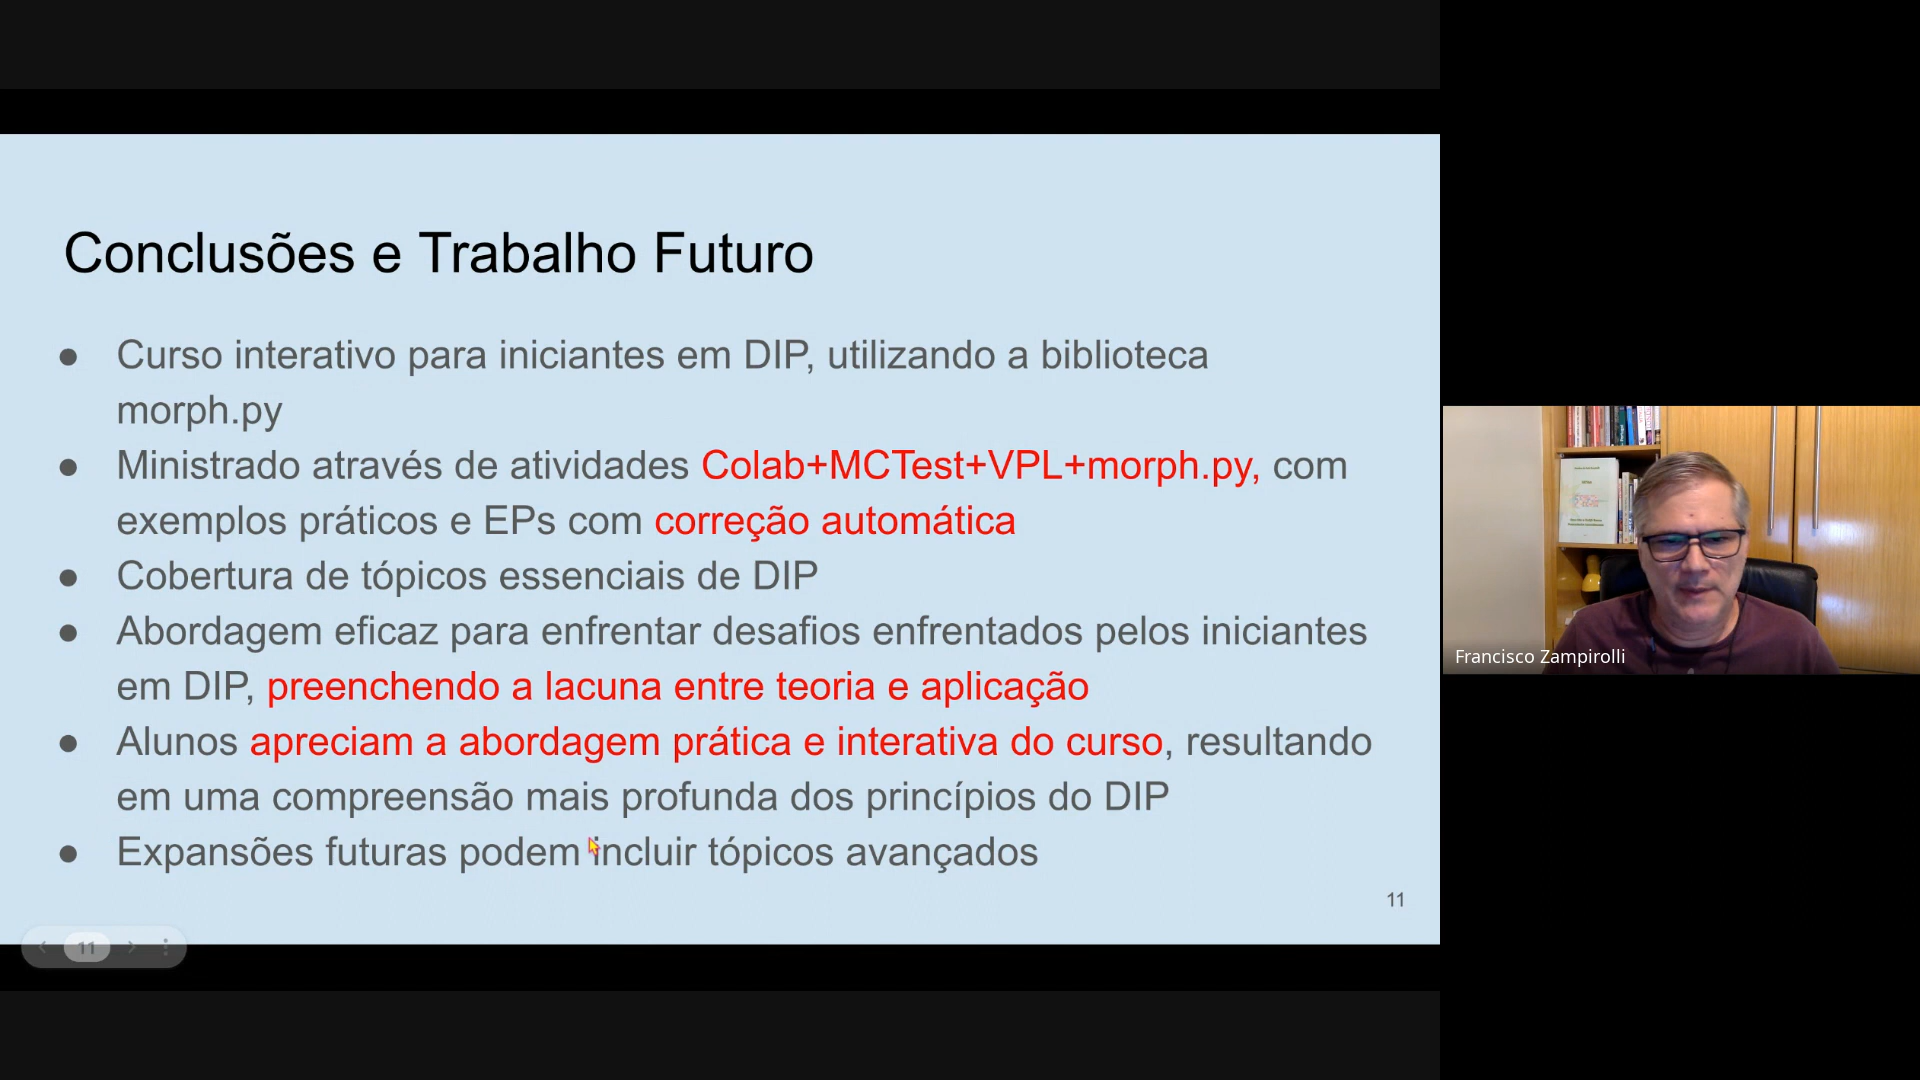 Conclusões e Trabalho Futuro
● Curso interativo para iniciantes em DIP, utilizando a biblioteca
morph.py
● Ministrado através de atividades Colab+MCTest+VPL+morph.py, com
exemplos práticos e EPs com correção automática
● Cobertura de tópicos essenciais de DIP
● Abordagem eficaz para enfrentar desafios enfrentados pelos iniciantes
em DIP, preenchendo a lacuna entre teoria e aplicação
● Alunos apreciam a abordagem prática e interativa do curso, resultando
em uma compreensão mais profunda dos princípios do DIP
● Expansões futuras podem incluir tópicos avançados
11
11
Francisco Zampirolli